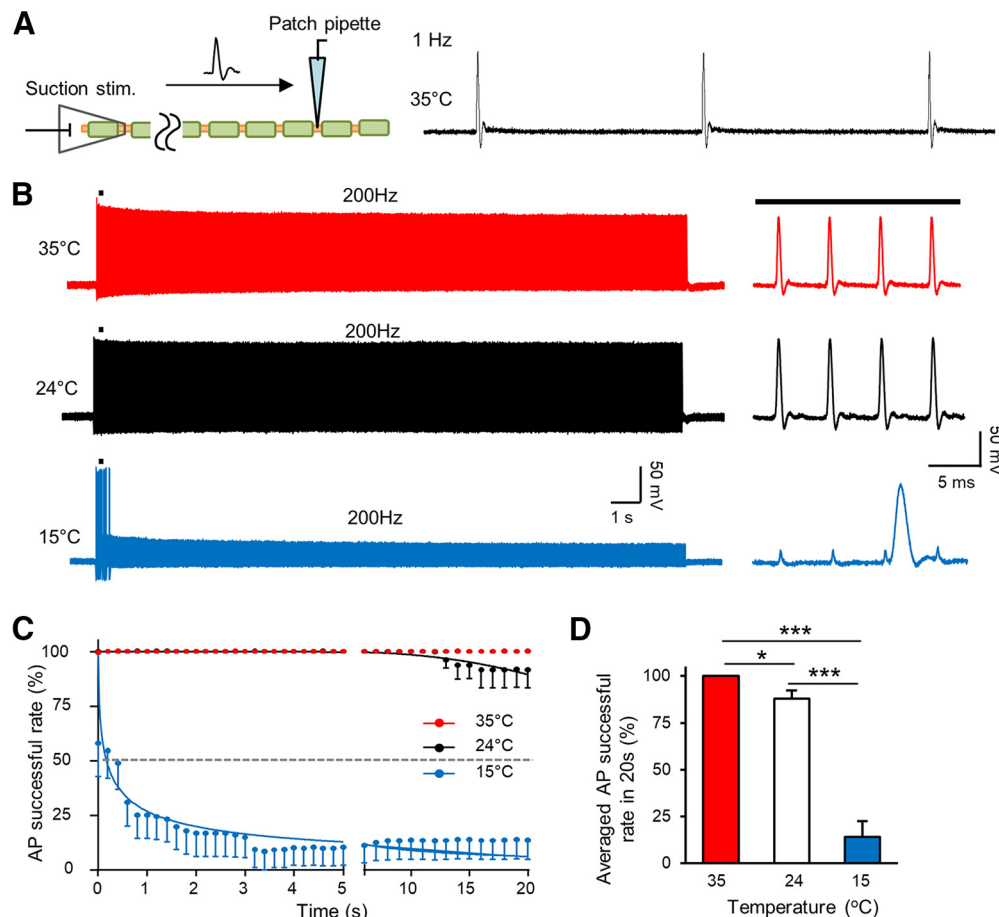 A
Patch pipette
Suction stim.
1 Hz
35°C
B
200Hz
35°C
200Hz
24°C
50 mV
5 ms
50 mV
1 s
200Hz
15°C
C
AP successful rate (%)
100
75
50
25
0
35°C
24°C
15°C
0 1 2 3 4 5 10 15 20
Time (s)
D
Averaged AP successful
rate in 20s (%)
***
* ***
100
75
50
25
0
35 24 15
Temperature (°C)